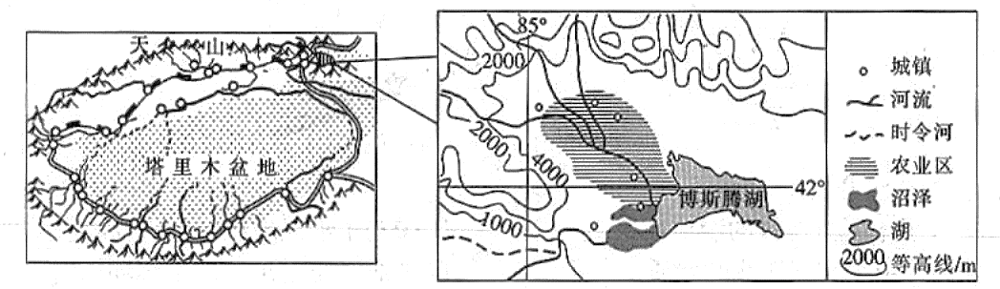 天 山
塔里木盆地
85°
2000
2000
4000
1000
42°
博斯腾湖
城镇
河流
时令河
农业区
沼泽
湖
2000 等高线/m